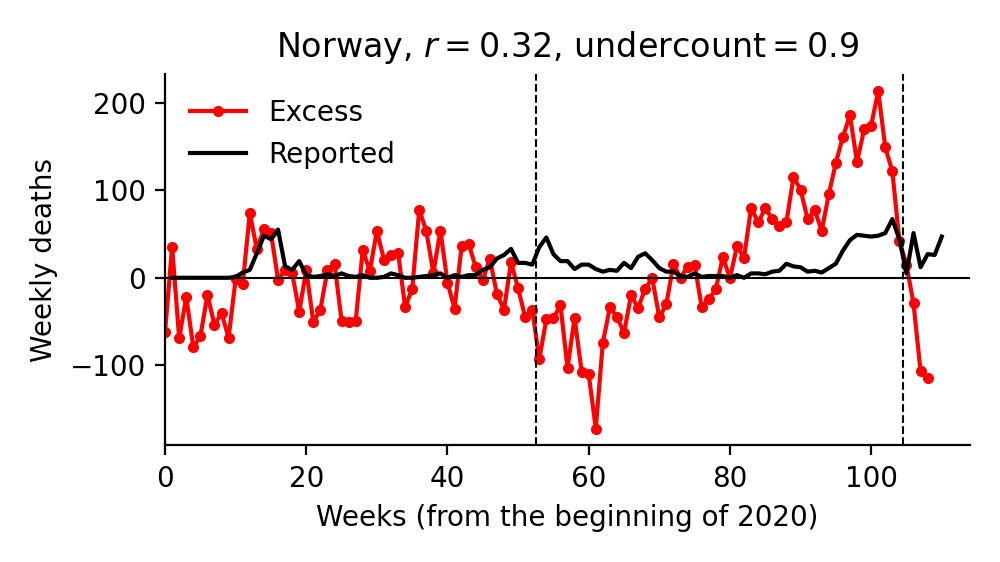 Norway, r = 0.32, undercount = 0.9
Excess
Reported
Weekly deaths
200
100
0
−100
0 20 40 60 80 100
Weeks (from the beginning of 2020)